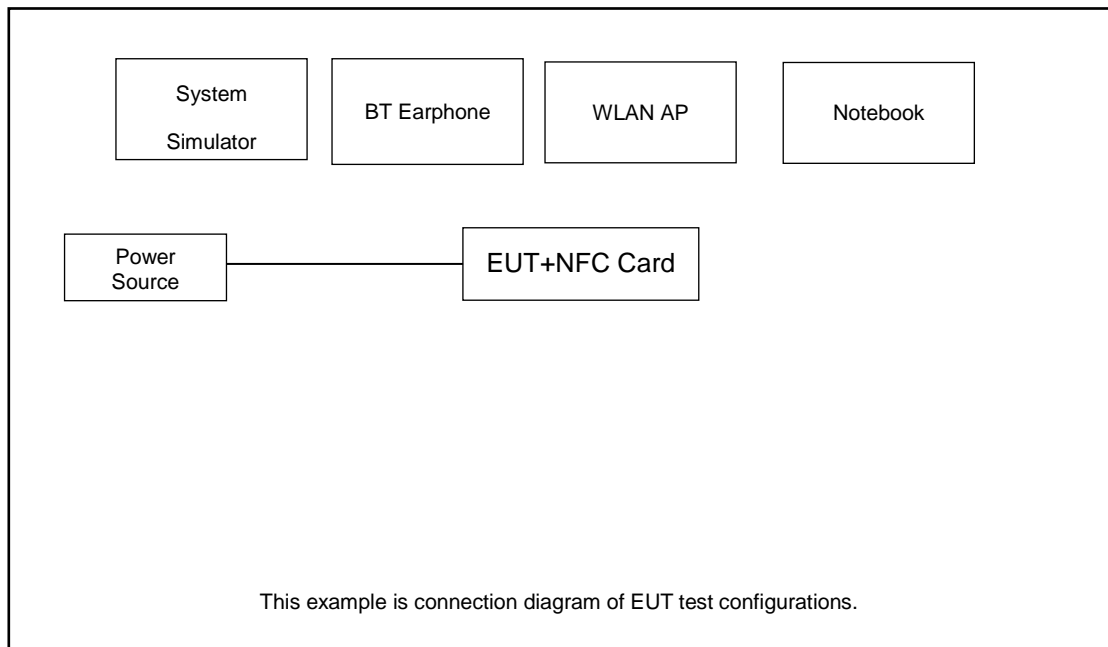 System
Simulator
BT Earphone
WLAN AP
Notebook
Power
Source
EUT+NFC Card
This example is connection diagram of EUT test configurations.